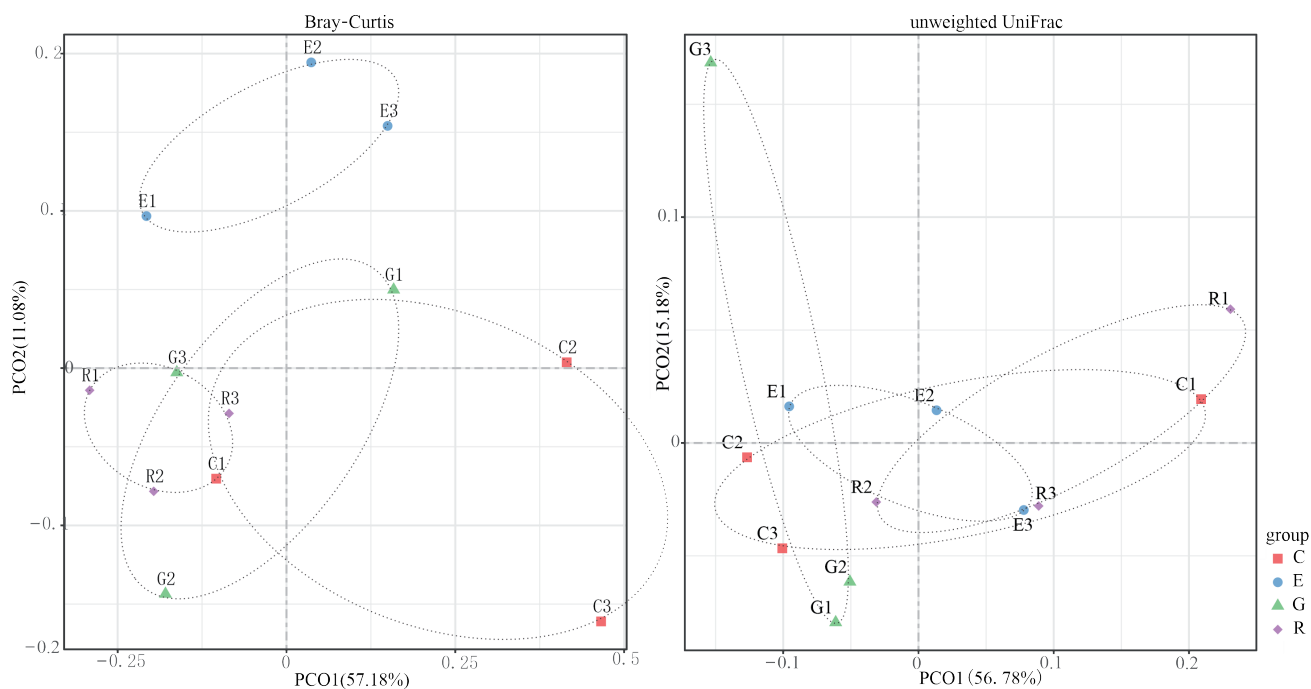 Bray-Curtis
unweighted UniFrac
0.2
0.
0
-0.
-0.2
-0.25
0
0.25
0.5
PCO1(57.18%)
PCO2(11.08%)
E2
E3
E1
G1
C2
G3
R1
R3
C1
R2
G2
C3
0.1
0
-0.1
0
0.1
0.2
PCO1(56.78%)
PCO2(15.18%)
G3
R1
C1
E1
E2
C2
R2
R3
E3
C3
G2
G1
group
C
E
G
R